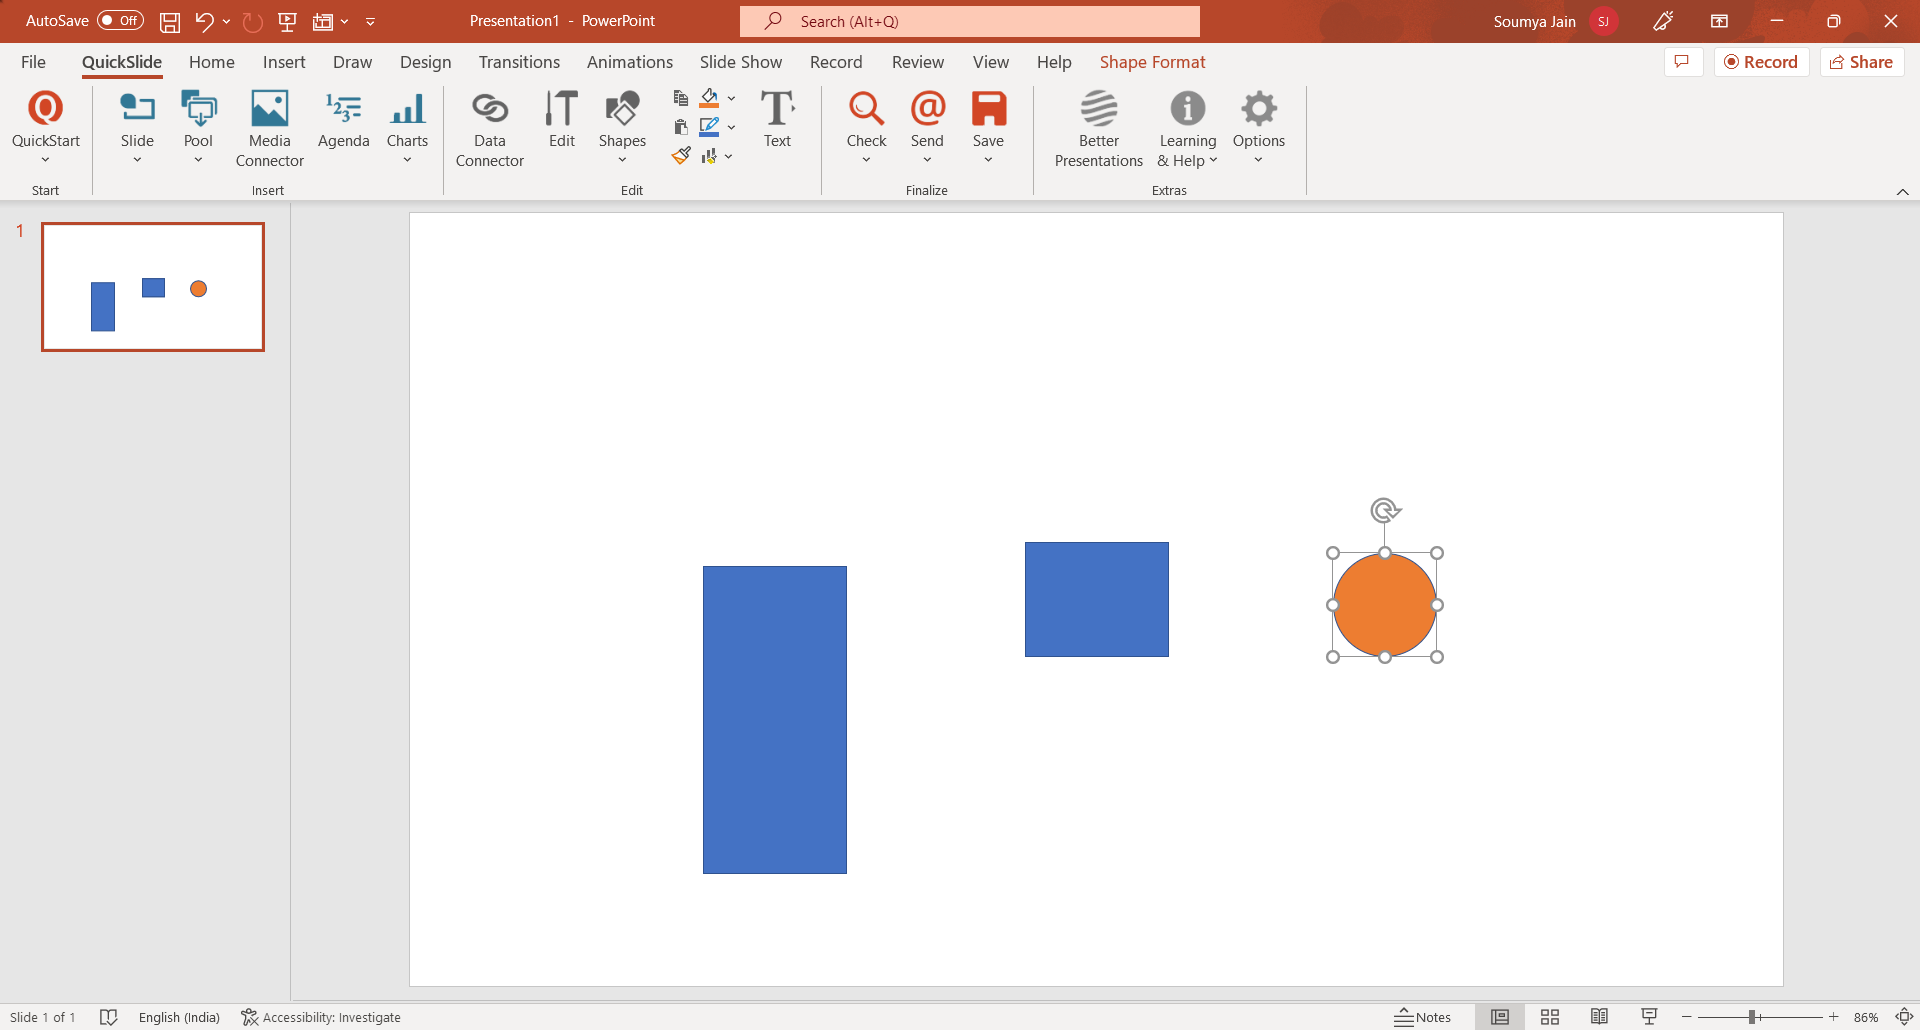 AutoSave Off Presentation1 - PowerPoint Search (Alt+Q) Soumya Jain SJ
File QuickSlide Home Insert Draw Design Transitions Animations Slide Show Record Review View Help Shape Format Record Share
QuickStart Slide Pool Media Connector Agenda Charts Data Connector Edit Shapes Text Check Send Save Better Presentations Learning & Help Options
Start Insert Edit Finalize Extras
1
Slide 1 of 1 English (India) Accessibility: Investigate Notes 86%